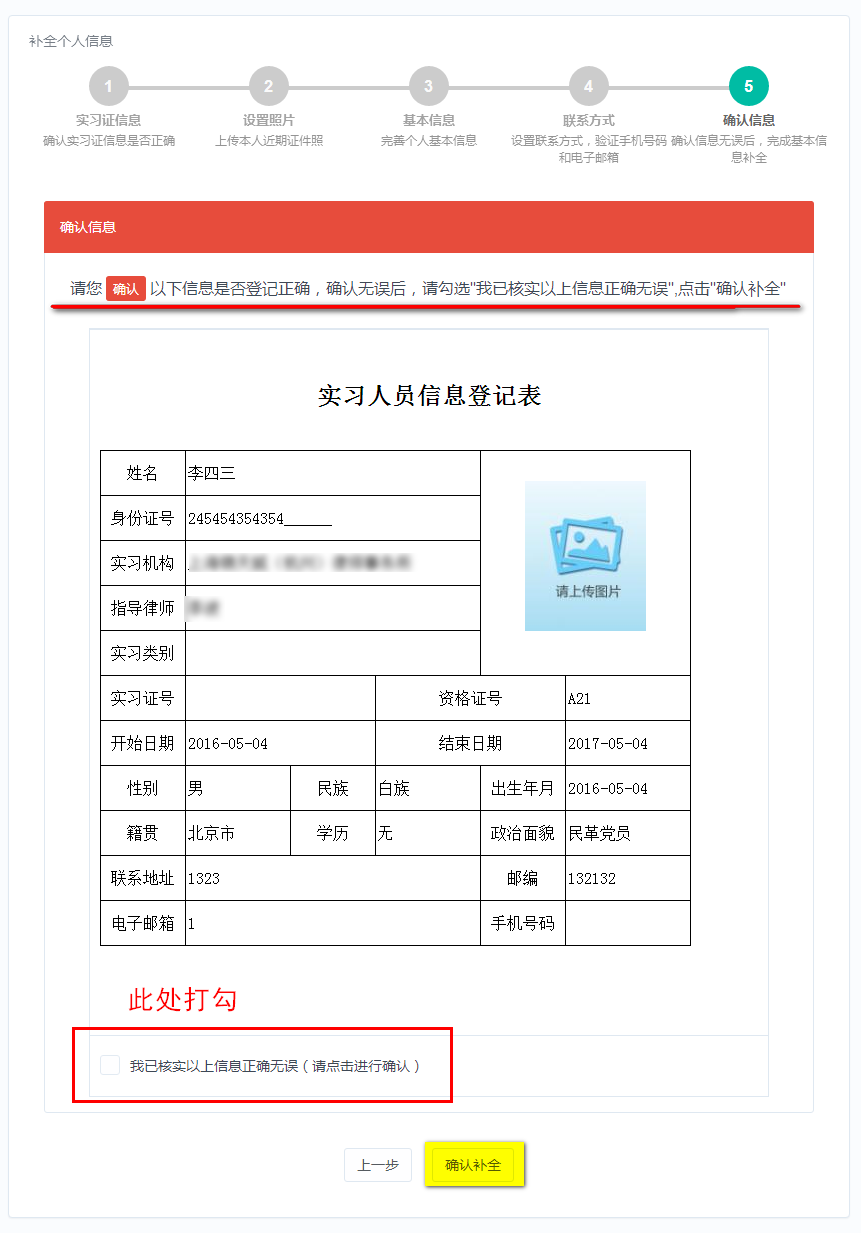 补全个人信息
1 2 3 4 5
实习证信息 设置照片 基本信息 联系方式 确认信息
确认实习证信息是否正确 上传本人近期证件照 完善个人基本信息 设置联系方式，验证手机号码 确认信息无误后，完成基本信
和电子邮箱 息补全
确认信息
请您 确认 以下信息是否登记正确，确认无误后，请勾选"我已核实以上信息正确无误",点击"确认补全"
实习人员信息登记表
姓名 李四三
身份证号 245454354354______
实习机构
请上传图片
指导律师
实习类别
实习证号 资格证号 A21
开始日期 2016-05-04 结束日期 2017-05-04
性别 男 民族 白族 出生年月 2016-05-04
籍贯 北京市 学历 无 政治面貌 民革党员
联系地址 1323 邮编 132132
电子邮箱 1 手机号码
此处打勾
我已核实以上信息正确无误（请点击进行确认）
上一步 确认补全